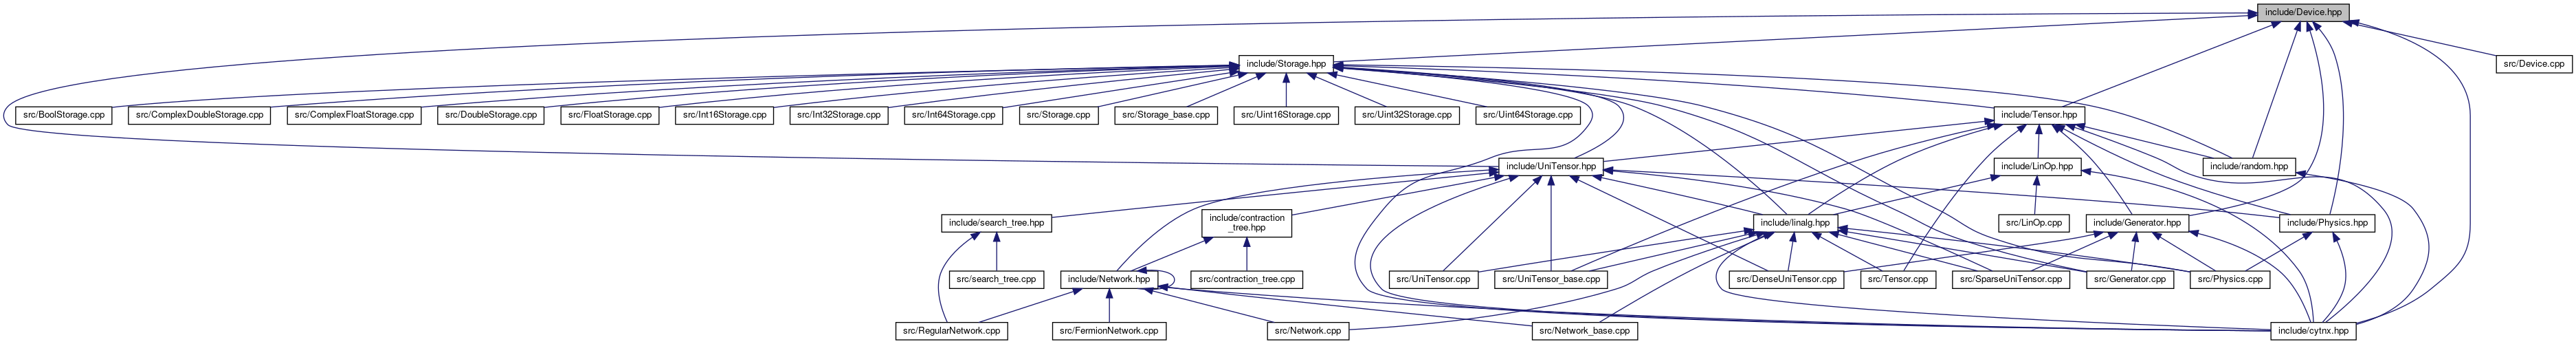 include/Device.hpp
include/Storage.hpp
src/Device.cpp
src/BoolStorage.cpp
src/ComplexDoubleStorage.cpp
src/ComplexFloatStorage.cpp
src/DoubleStorage.cpp
src/FloatStorage.cpp
src/Int16Storage.cpp
src/Int32Storage.cpp
src/Int64Storage.cpp
src/Storage.cpp
src/Storage_base.cpp
src/Uint16Storage.cpp
src/Uint32Storage.cpp
src/Uint64Storage.cpp
include/Tensor.hpp
include/UniTensor.hpp
include/LinOp.hpp
include/random.hpp
include/search_tree.hpp
include/contraction
_tree.hpp
include/linalg.hpp
src/LinOp.cpp
include/Generator.hpp
include/Physics.hpp
src/search_tree.cpp
include/Network.hpp
src/contraction_tree.cpp
src/UniTensor.cpp
src/UniTensor_base.cpp
src/DenseUniTensor.cpp
src/Tensor.cpp
src/SparseUniTensor.cpp
src/Generator.cpp
src/Physics.cpp
src/RegularNetwork.cpp
src/FermionNetwork.cpp
src/Network.cpp
src/Network_base.cpp
include/cytnx.hpp